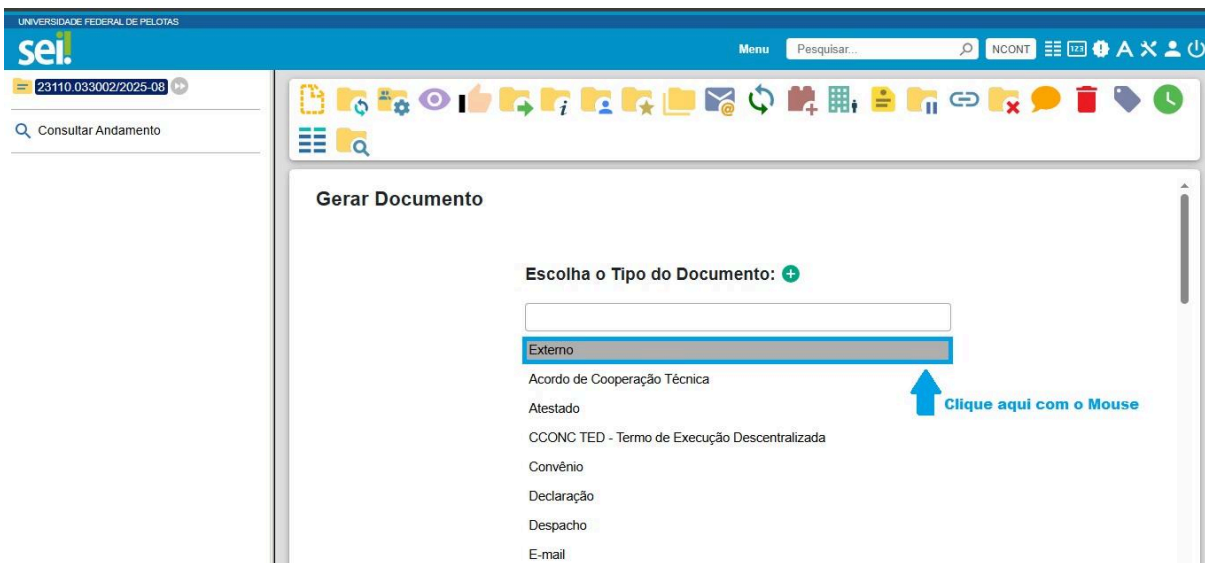 UNIVERSIDADE FEDERAL DE PELOTAS
sei!
Menu
Pesquisar...
NCONT
123
23110.033002/2025-08
Consultar Andamento
Gerar Documento
Escolha o Tipo do Documento:
Externo
Clique aqui com o Mouse
Acordo de Cooperação Técnica
Atestado
CCONC TED - Termo de Execução Descentralizada
Convênio
Declaração
Despacho
E-mail